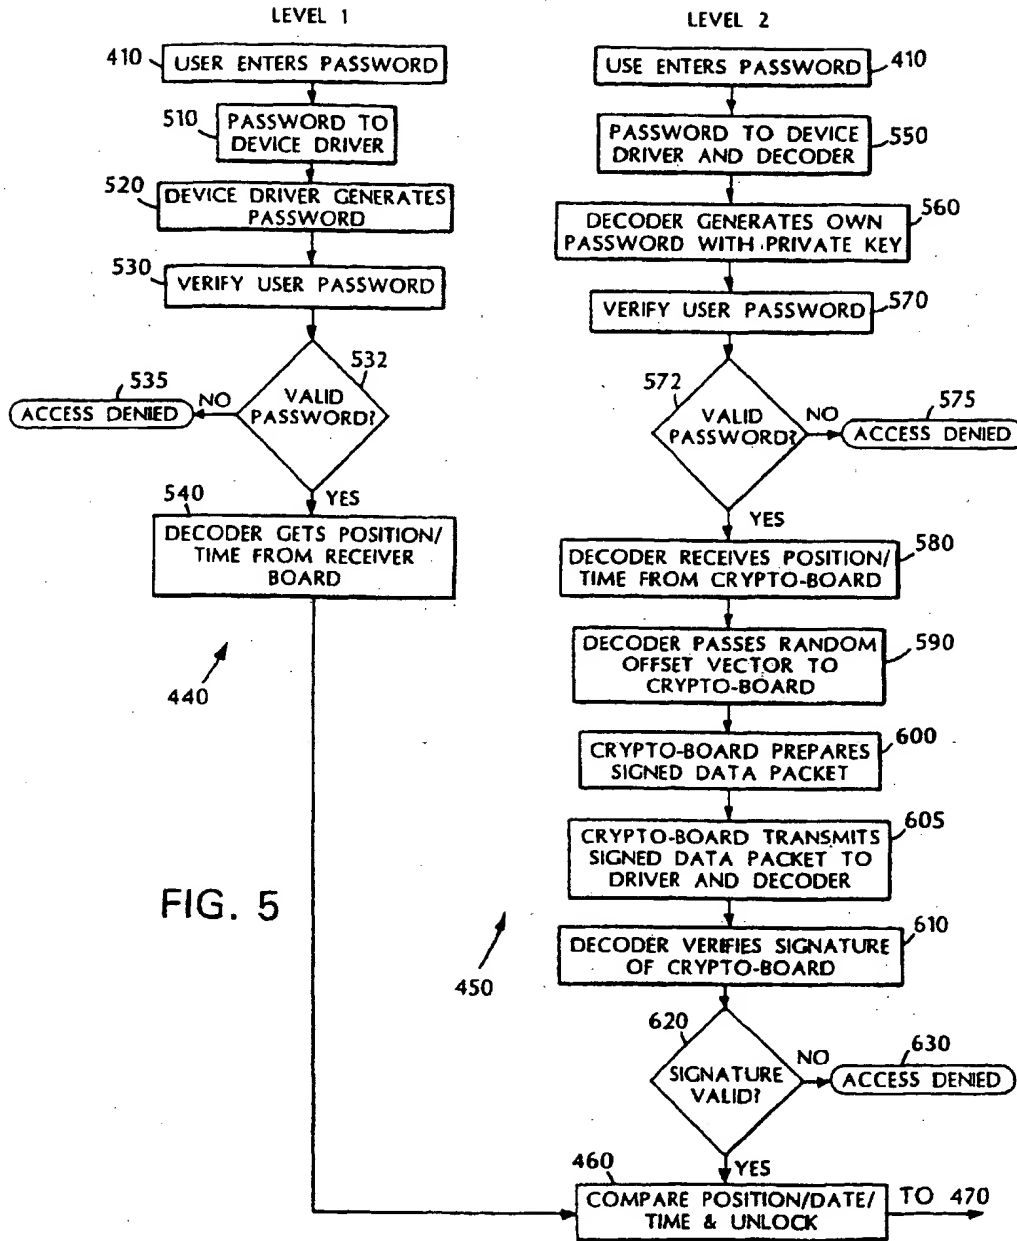 LEVEL 1
410
USER ENTERS PASSWORD
510
PASSWORD TO
DEVICE DRIVER
520
DEVICE DRIVER GENERATES
PASSWORD
530
VERIFY USER PASSWORD
532
VALID
PASSWORD?
NO
535
ACCESS DENIED
YES
540
DECODER GETS POSITION/
TIME FROM RECEIVER
BOARD
440
FIG. 5
LEVEL 2
410
USE ENTERS PASSWORD
550
PASSWORD TO DEVICE
DRIVER AND DECODER
560
DECODER GENERATES OWN
PASSWORD WITH PRIVATE KEY
570
VERIFY USER PASSWORD
572
VALID
PASSWORD?
NO
575
ACCESS DENIED
YES
580
DECODER RECEIVES POSITION/
TIME FROM CRYPTO-BOARD
590
DECODER PASSES RANDOM
OFFSET VECTOR TO
CRYPTO-BOARD
600
CRYPTO-BOARD PREPARES
SIGNED DATA PACKET
605
CRYPTO-BOARD TRANSMITS
SIGNED DATA PACKET TO
DRIVER AND DECODER
450
610
DECODER VERIFIES SIGNATURE
OF CRYPTO-BOARD
620
SIGNATURE
VALID?
NO
630
ACCESS DENIED
YES
460
COMPARE POSITION/DATE/
TIME & UNLOCK
TO 470